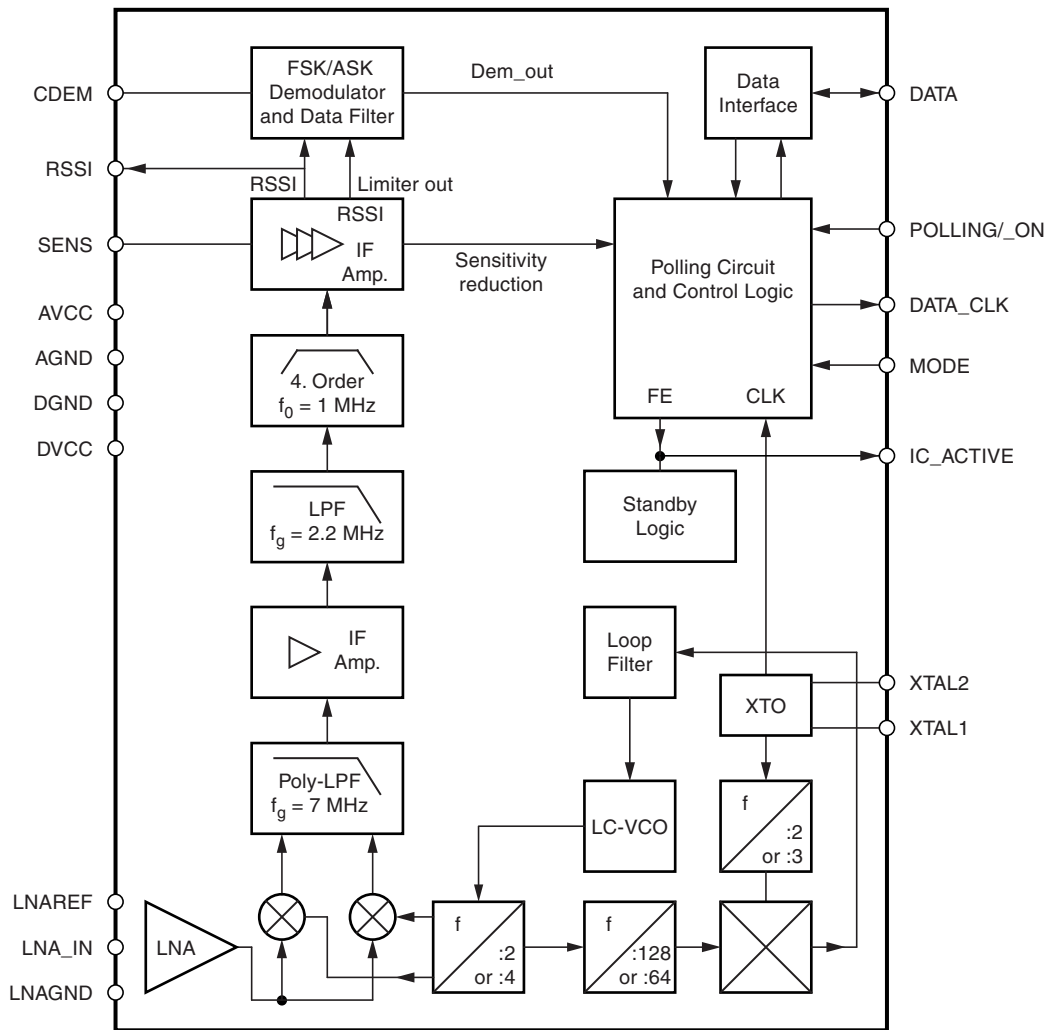 CDEM
FSK/ASK
Demodulator
and Data Filter
Dem_out
Data
Interface
DATA
RSSI
RSSI
Limiter out
SENS
RSSI
IF
Amp.
Sensitivity
reduction
Polling Circuit
and Control Logic
FE
CLK
POLLING/_ON
DATA_CLK
MODE
IC_ACTIVE
AVCC
AGND
DGND
DVCC
4. Order
f0 = 1 MHz
LPF
fg = 2.2 MHz
Standby
Logic
IF
Amp.
Loop
Filter
XTO
XTAL2
XTAL1
Poly-LPF
fg = 7 MHz
LC-VCO
f
:2
or :3
LNAREF
LNA_IN
LNAGND
LNA
f
:2
or :4
f
:128
or :64